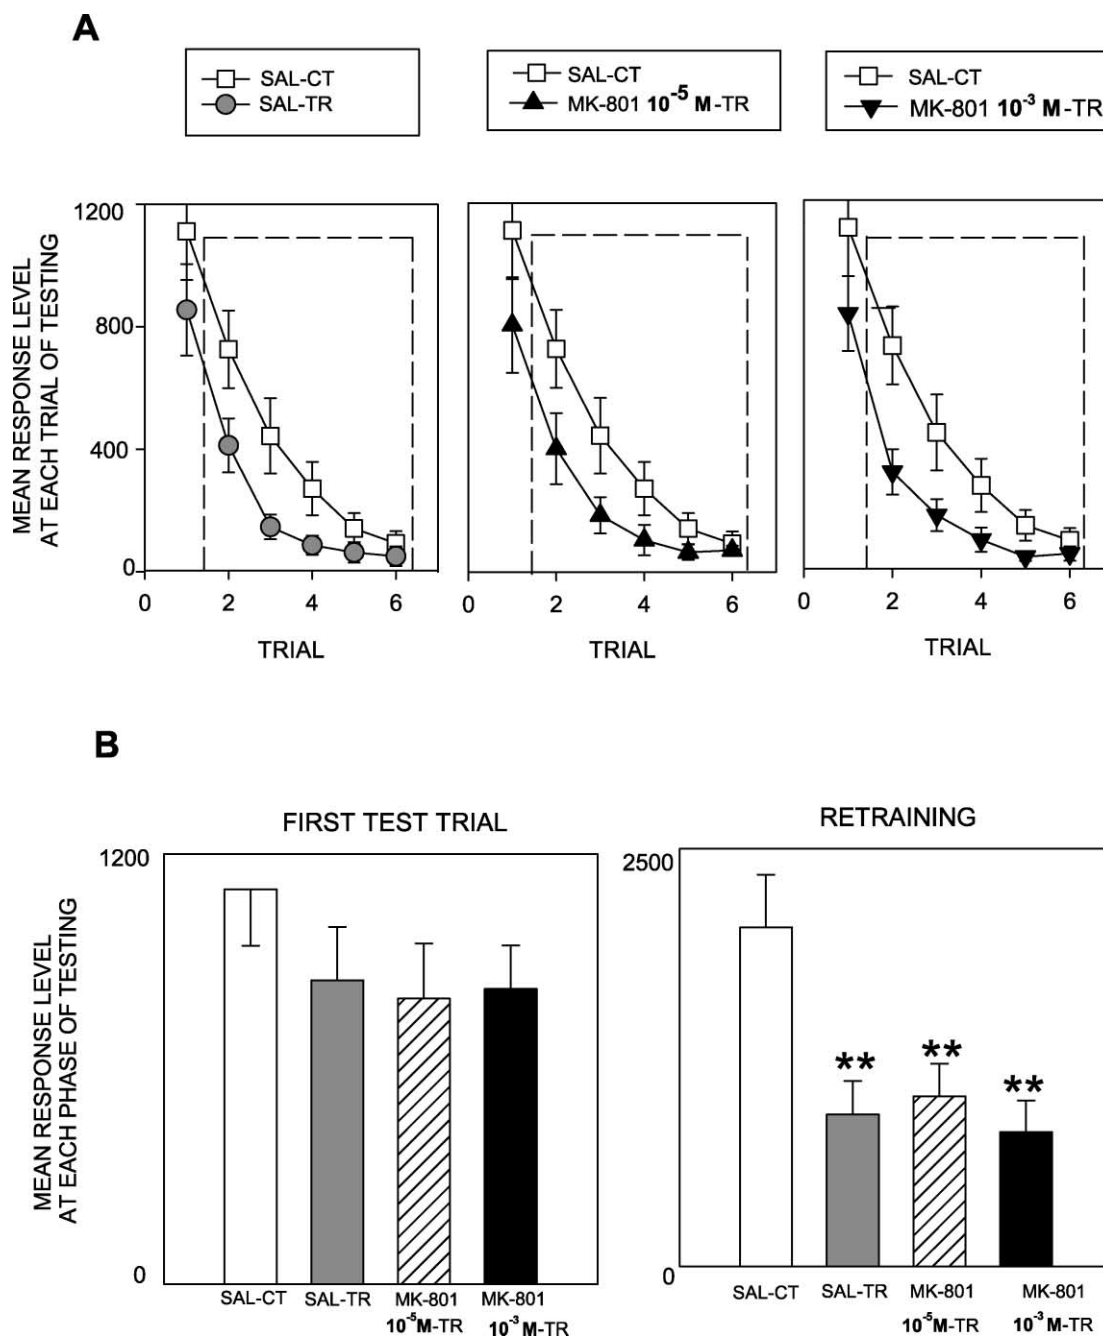 A
SAL-CT
SAL-TR
SAL-CT
MK-801 10⁻⁵ M-TR
SAL-CT
MK-801 10⁻³ M-TR
MEAN RESPONSE LEVEL
AT EACH TRIAL OF TESTING
1200
800
400
0
0 2 4 6
0 2 4 6
0 2 4 6
TRIAL
TRIAL
TRIAL
B
FIRST TEST TRIAL
RETRAINING
MEAN RESPONSE LEVEL
AT EACH PHASE OF TESTING
1200
0
2500
0
**
**
**
SAL-CT
SAL-TR
MK-801
10⁻⁵M-TR
MK-801
10⁻³ M-TR
SAL-CT
SAL-TR
MK-801
10⁻⁵M-TR
MK-801
10⁻³ M-TR